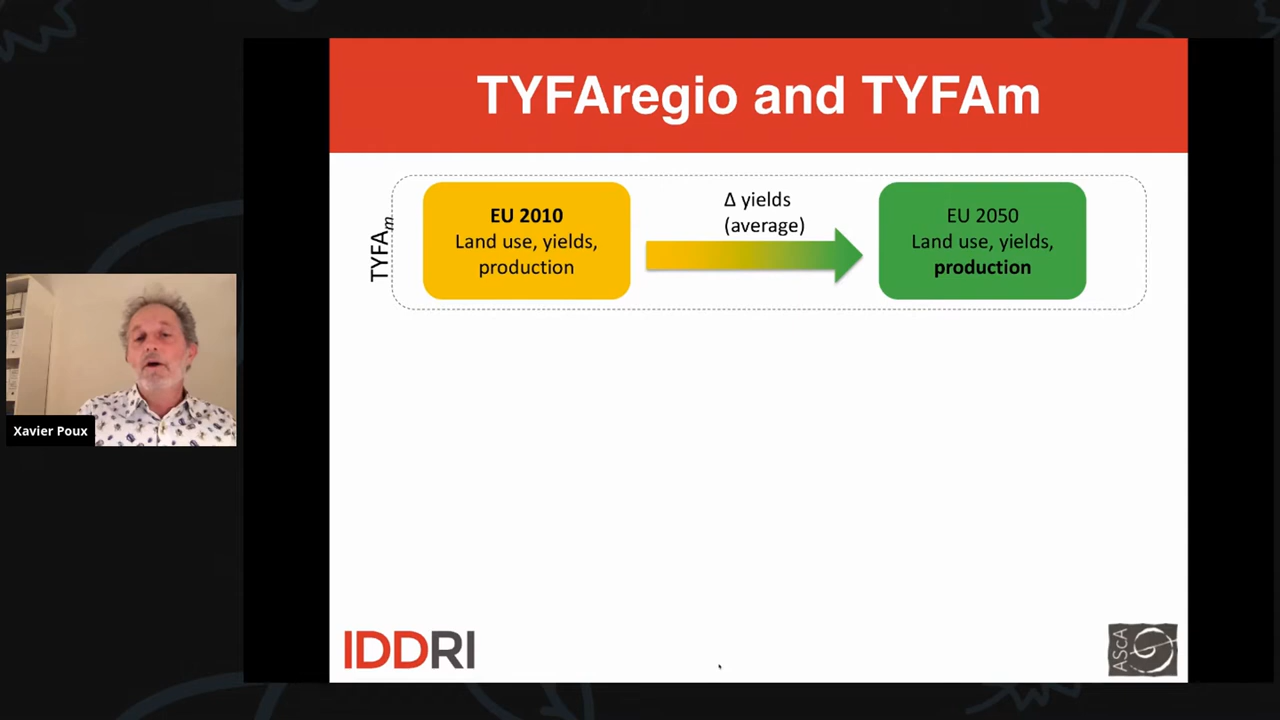 TYFAregio and TYFAm
TYFAm
EU 2010
Land use, yields,
production
Δ yields
(average)
EU 2050
Land use, yields,
production
Xavier Poux
IDDRI
ASCA